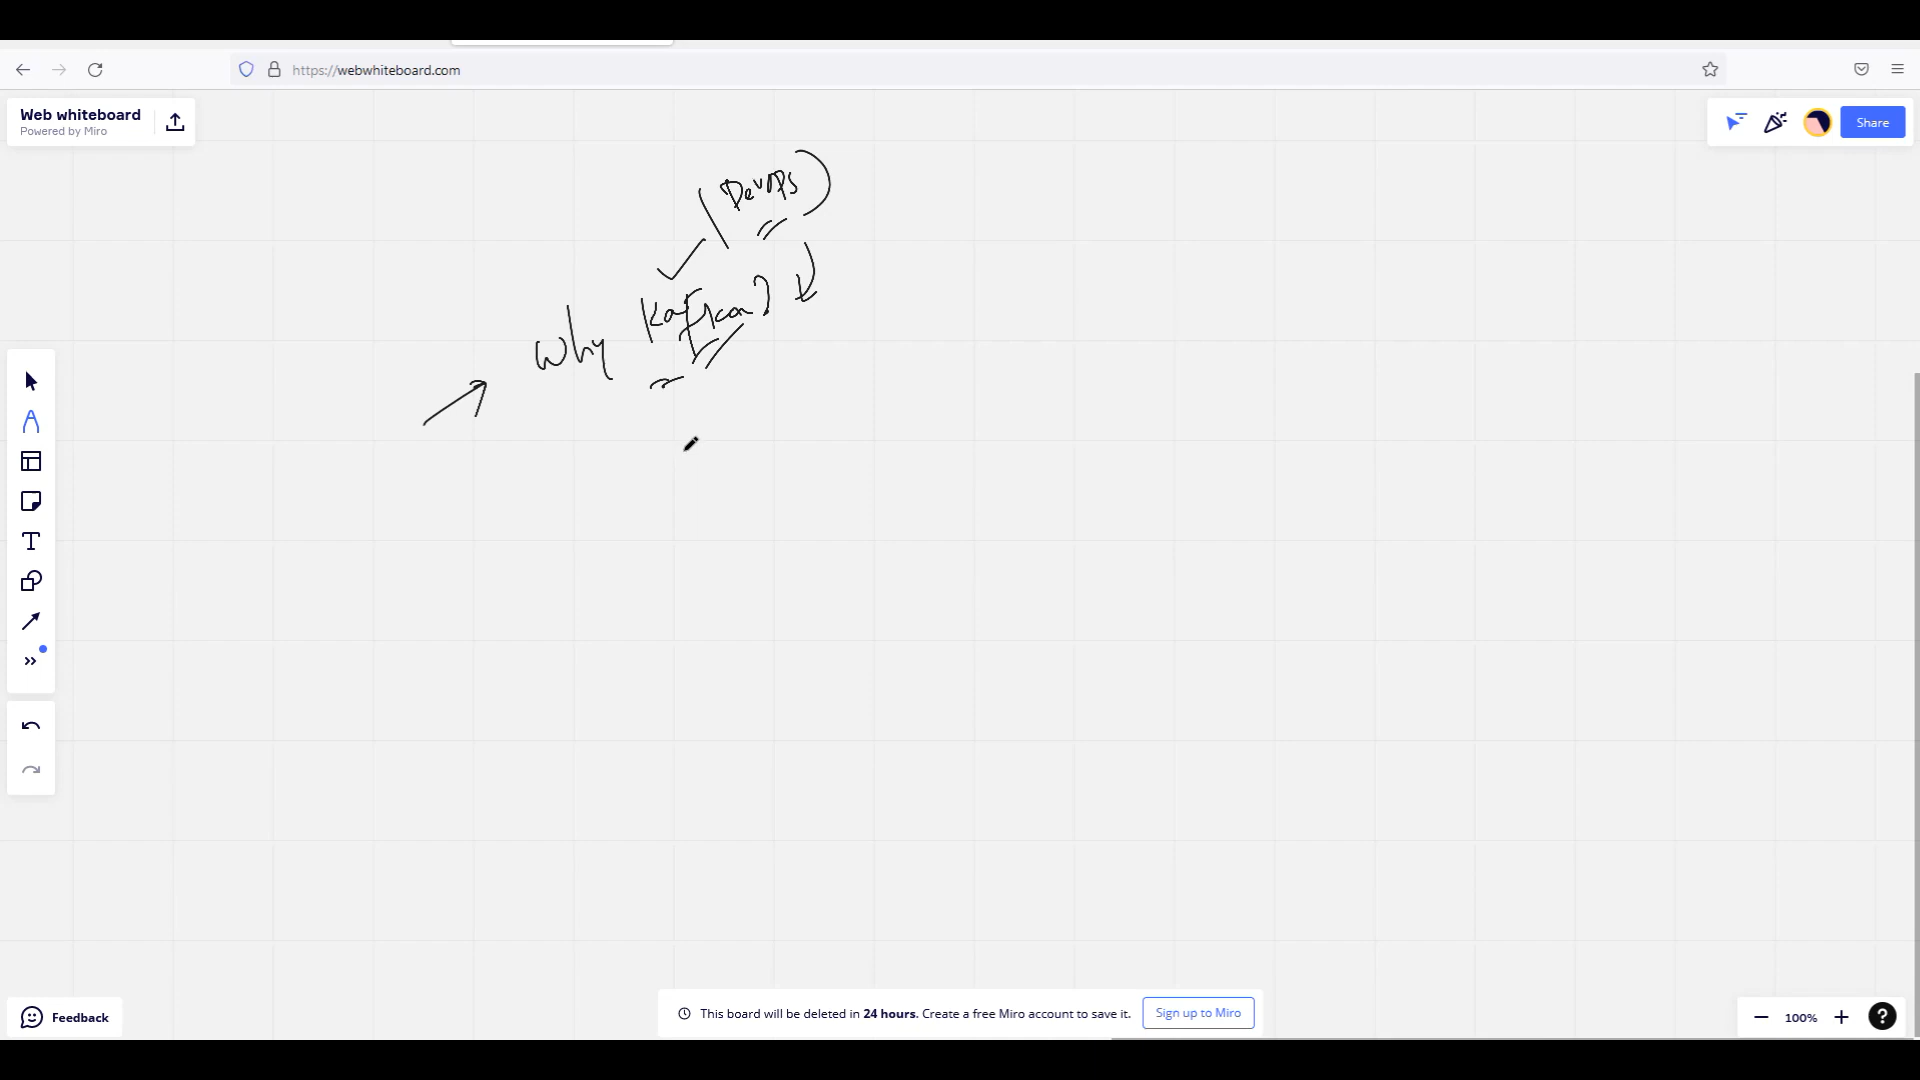 https://webwhiteboard.com
Web whiteboard
Powered by Miro
Share
DevOps
Why Kafka?
T
Feedback
This board will be deleted in 24 hours. Create a free Miro account to save it.
Sign up to Miro
100%
?